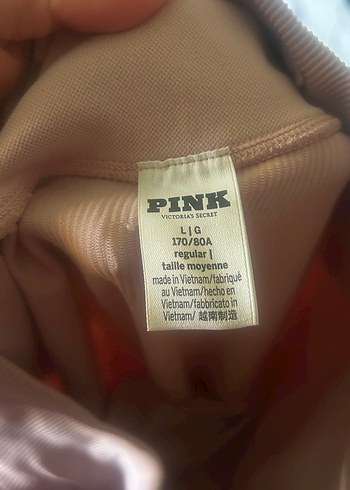 PINK
VICTORIA'S SECRET
L|G
170/80A
regular |
taille moyenne
made in Vietnam/fabriqué
au Vietnam/hecho en
Vietnam/fabbricato in
Vietnam/ 越南制造